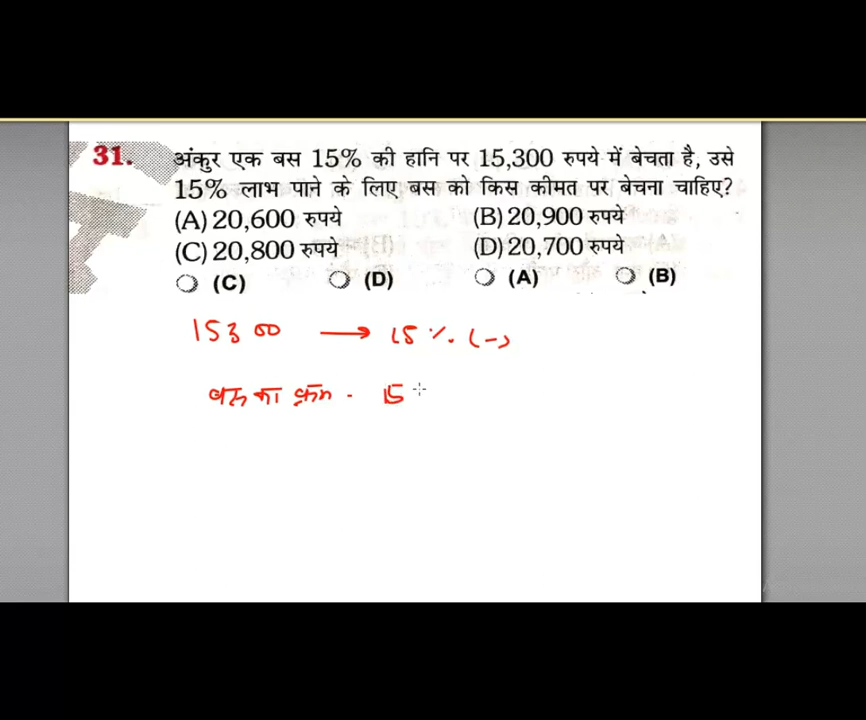 31. अंकुर एक बस 15% की हानि पर 15,300 रुपये में बेचता है, उसे
15% लाभ पाने के लिए बस को किस कीमत पर बेचना चाहिए?
(A) 20,600 रुपये (B) 20,900 रुपये
(C) 20,800 रुपये (D) 20,700 रुपये
(C) (D) (A) (B)
15300 → 15 %. (-)
बस का 15